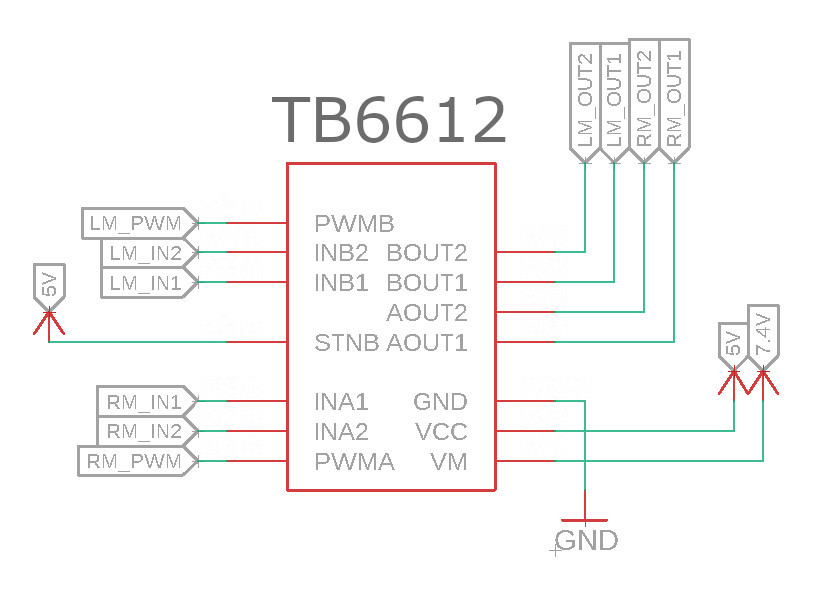 TB6612
LM_OUT2
LM_OUT1
RM_OUT2
RM_OUT1
LM_PWM
LM_IN2
LM_IN1
5V
RM_IN1
RM_IN2
RM_PWM
PWMB
INB2 BOUT2
INB1 BOUT1
AOUT2
STNB AOUT1
INA1 GND
INA2 VCC
PWMA VM
5V
7.4V
GND